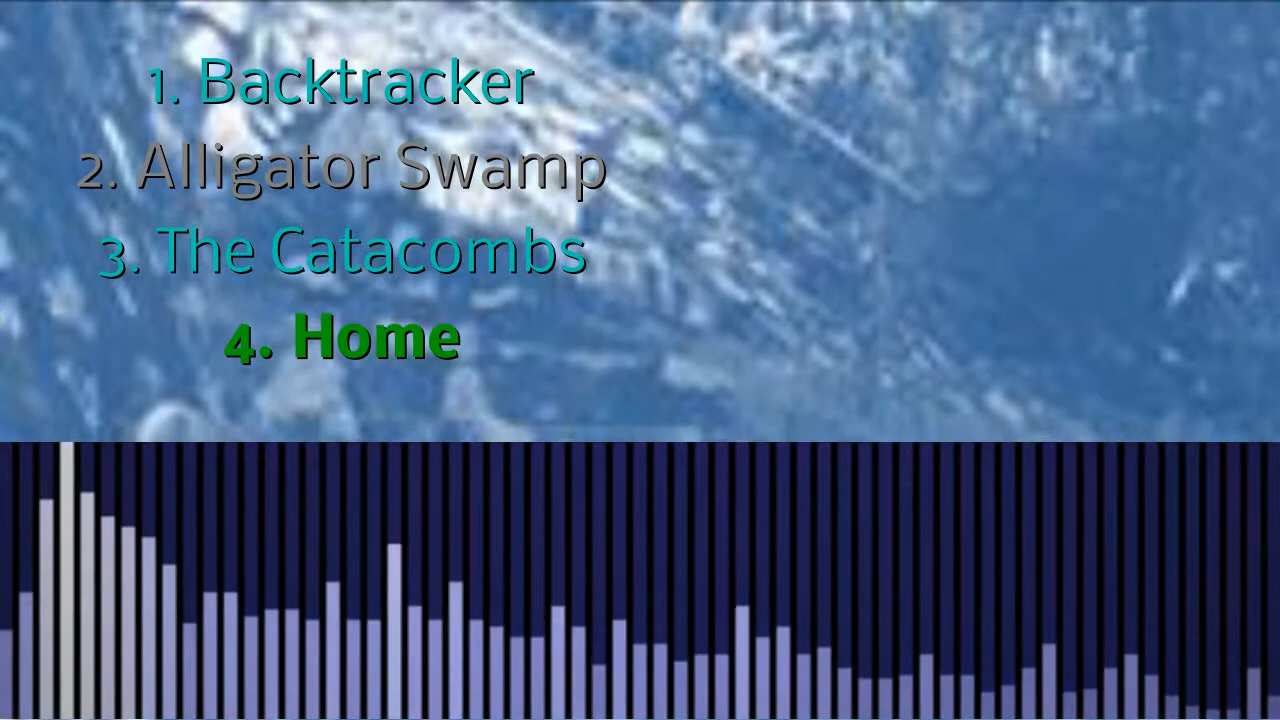 1. Backtracker
2. Alligator Swamp
3. The Catacombs
4. Home